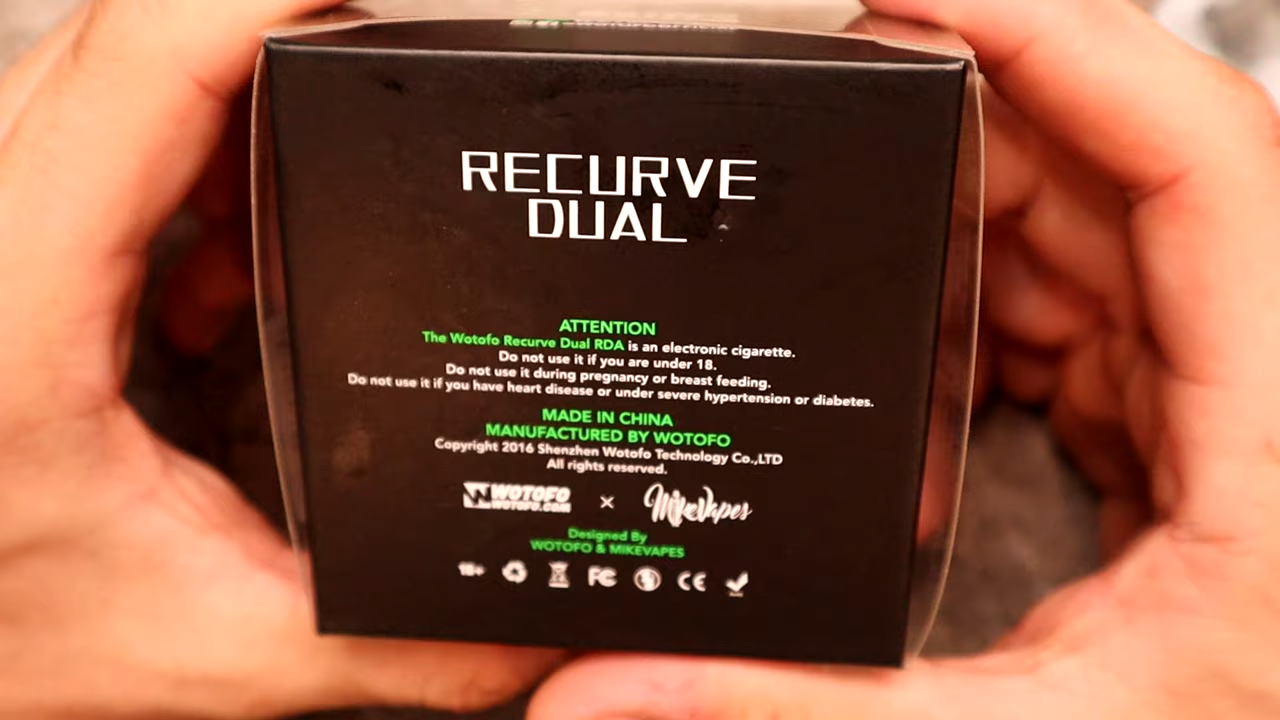 RECURVE
DUAL
ATTENTION
The Wotofo Recurve Dual RDA is an electronic cigarette.
Do not use it if you are under 18.
Do not use it during pregnancy or breast feeding.
Do not use it if you have heart disease or under severe hypertension or diabetes.
MADE IN CHINA
MANUFACTURED BY WOTOFO
Copyright 2016 Shenzhen Wotofo Technology Co.,LTD
All rights reserved.
WOTOFO × MikeVapes
WOTOFO.COM
Designed By
WOTOFO & MIKEVAPES
18+ FC CE